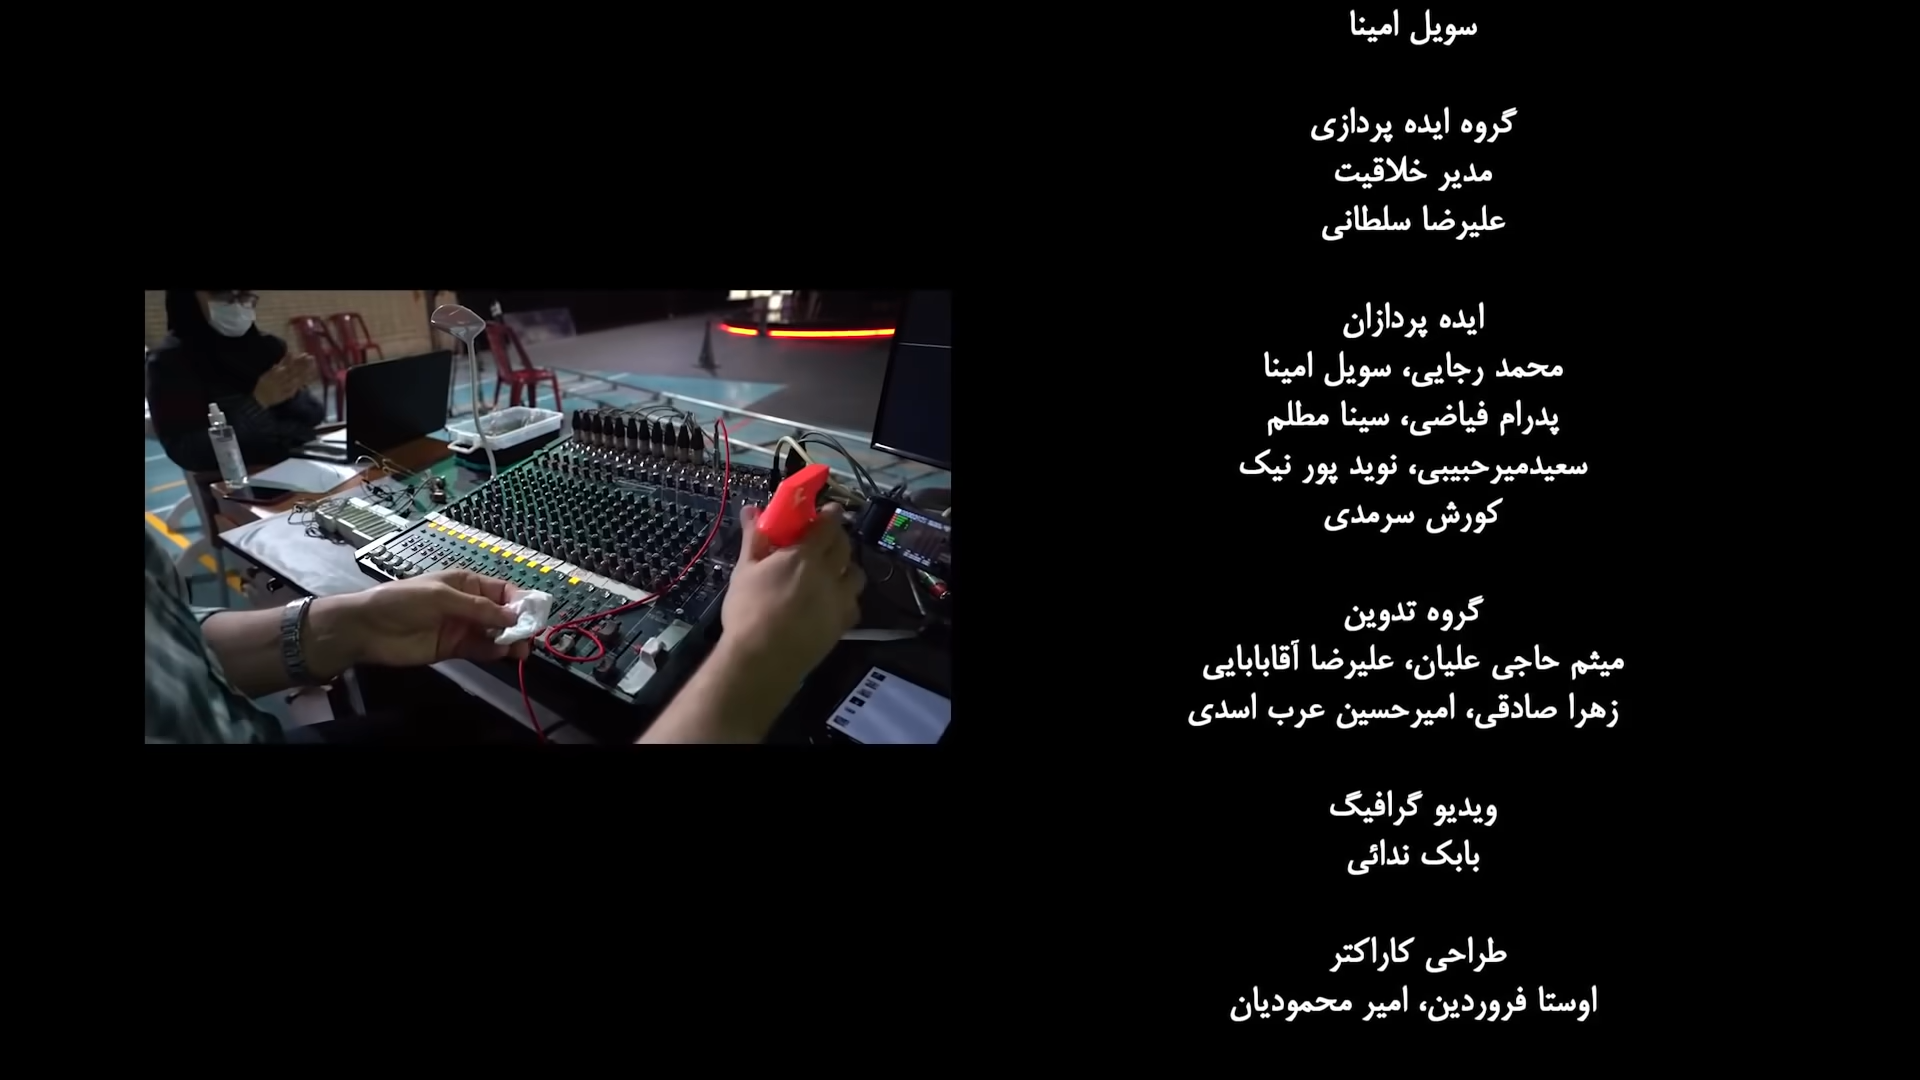 سویل امینا
گروه ایده پردازی
مدیر خلاقیت
علیرضا سلطانی
ایده پردازان
محمد رجایی، سویل امینا
پدرام فیاضی، سینا مطلم
سعیدمیرحبیبی، نوید پور نیک
کورش سرمدی
گروه تدوین
میثم حاجی علیان، علیرضا آقابابایی
زهرا صادقی، امیرحسین عرب اسدی
ویدیو گرافیگ
بابک ندائی
طراحی کاراکتر
اوستا فروردین، امیر محمودیان